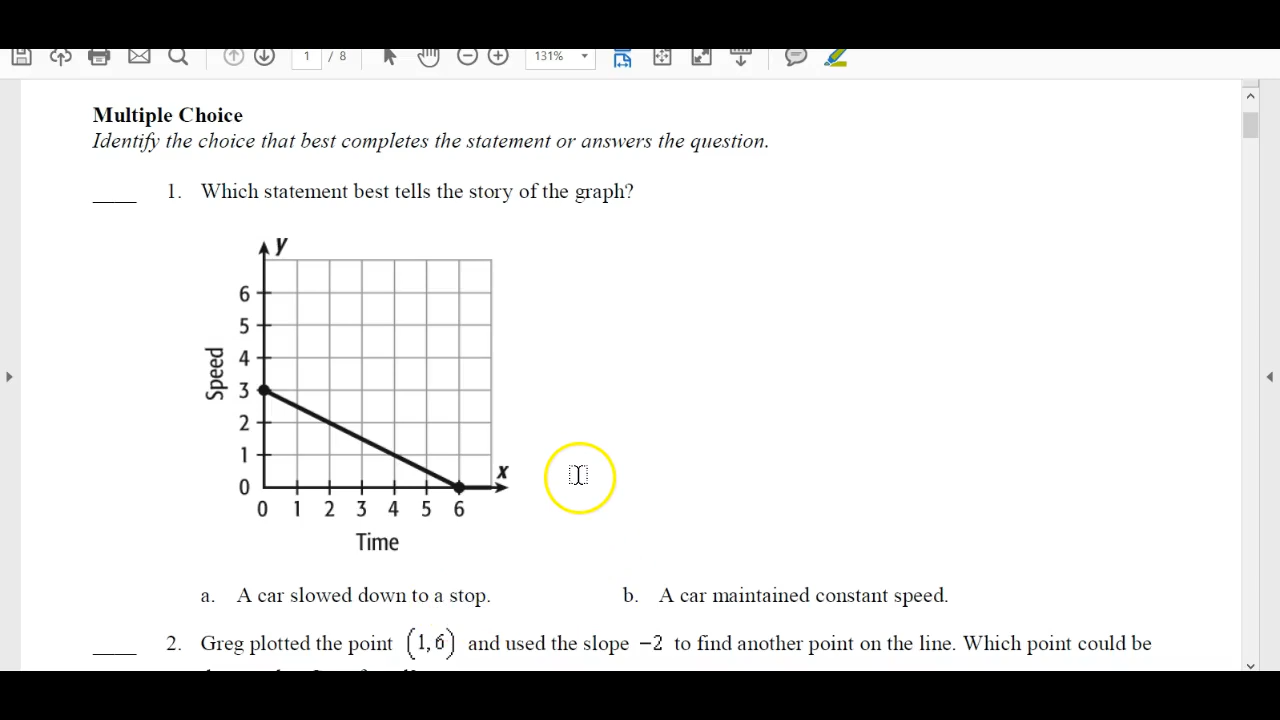 1 / 8 131%
Multiple Choice
Identify the choice that best completes the statement or answers the question.
____ 1. Which statement best tells the story of the graph?
y
6
5
4
3
2
1
0
Speed
x
0 1 2 3 4 5 6
Time
a. A car slowed down to a stop. b. A car maintained constant speed.
____ 2. Greg plotted the point (1, 6) and used the slope −2 to find another point on the line. Which point could be